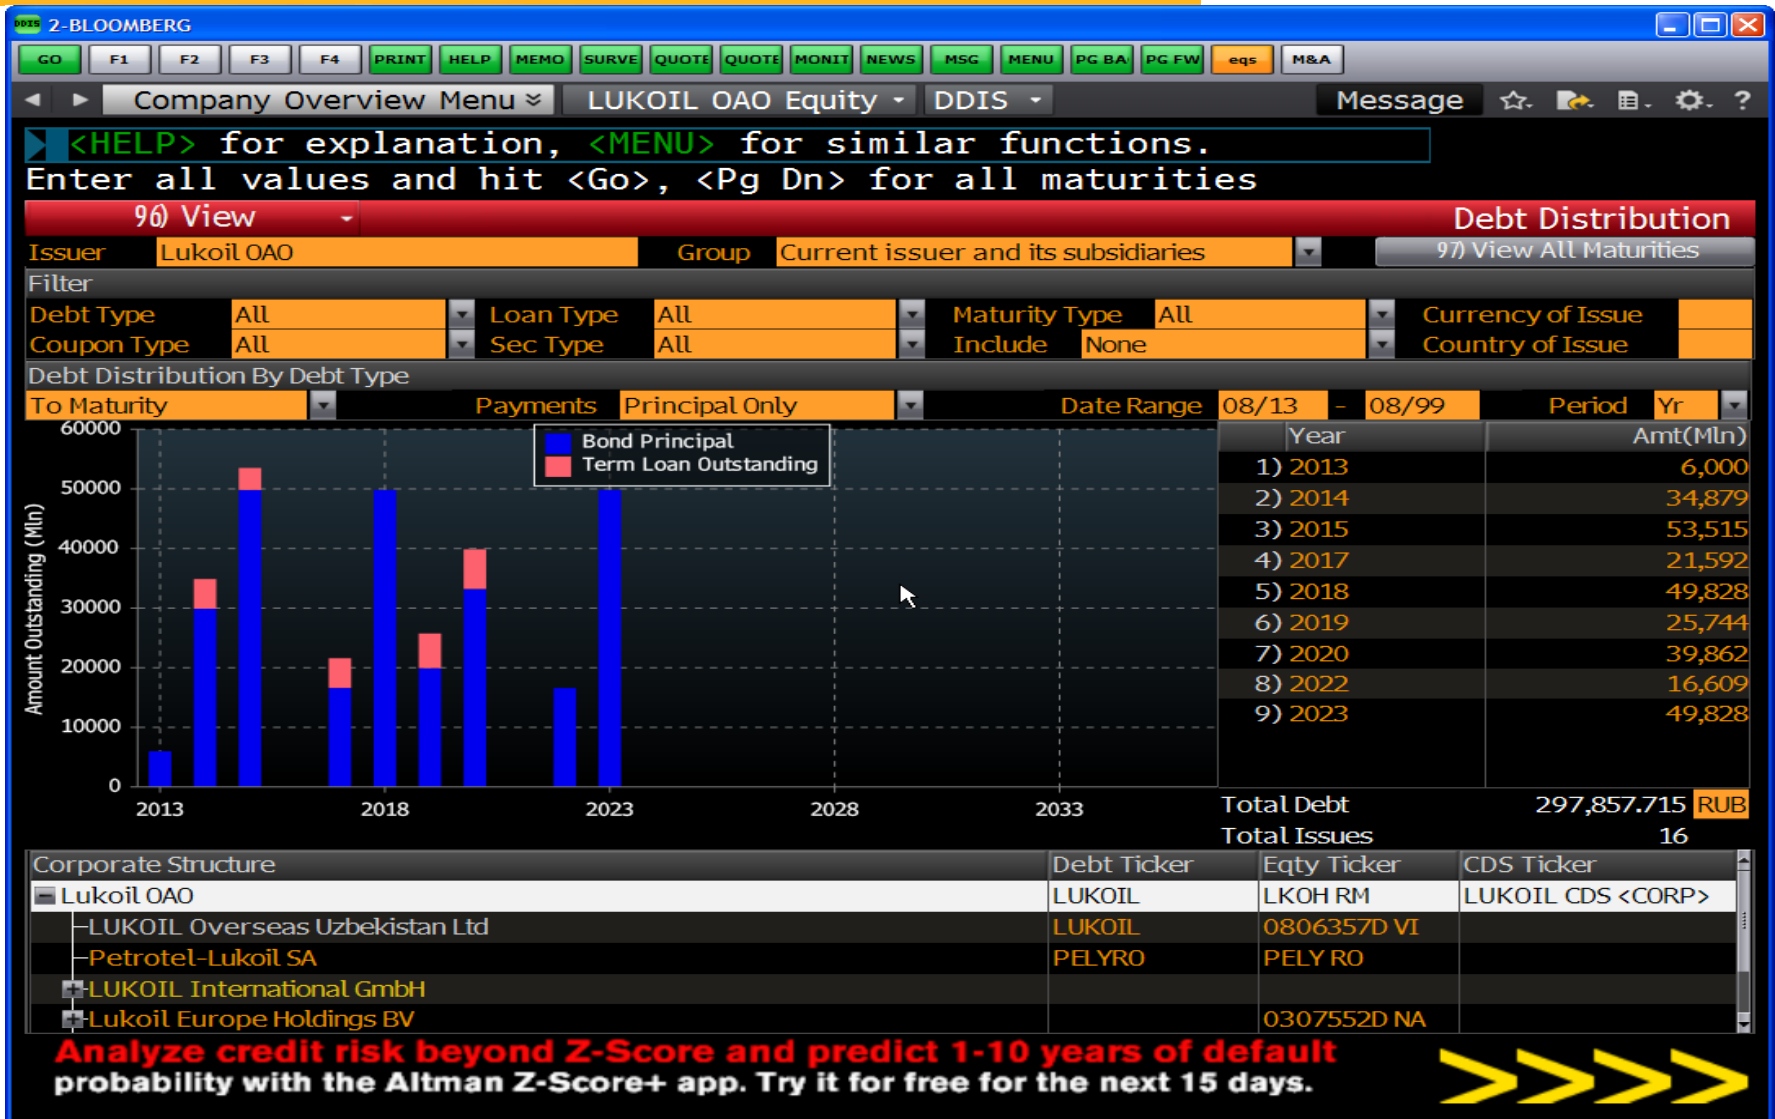 DDIS 2-BLOOMBERG
GO F1 F2 F3 F4 PRINT HELP MEMO SURVE QUOTE QUOTE MONIT NEWS MSG MENU PG BA PG FW eqs M&A
Company Overview Menu LUKOIL OAO Equity DDIS Message ?
<HELP> for explanation, <MENU> for similar functions.
Enter all values and hit <Go>, <Pg Dn> for all maturities
96) View Debt Distribution
Issuer Lukoil OAO Group Current issuer and its subsidiaries 97) View All Maturities
Filter
Debt Type All Loan Type All Maturity Type All Currency of Issue
Coupon Type All Sec Type All Include None Country of Issue
Debt Distribution By Debt Type
To Maturity Payments Principal Only Date Range 08/13 - 08/99 Period Yr
Amount Outstanding (Mln)
60000
50000
40000
30000
20000
10000
0
Bond Principal
Term Loan Outstanding
2013 2018 2023 2028 2033
Year Amt(Mln)
1) 2013 6,000
2) 2014 34,879
3) 2015 53,515
4) 2017 21,592
5) 2018 49,828
6) 2019 25,744
7) 2020 39,862
8) 2022 16,609
9) 2023 49,828
Total Debt 297,857.715 RUB
Total Issues 16
Corporate Structure Debt Ticker Eqty Ticker CDS Ticker
Lukoil OAO LUKOIL LKOH RM LUKOIL CDS <CORP>
LUKOIL Overseas Uzbekistan Ltd LUKOIL 0806357D VI
Petrotel-Lukoil SA PELYRO PELY RO
LUKOIL International GmbH
Lukoil Europe Holdings BV 0307552D NA
Analyze credit risk beyond Z-Score and predict 1-10 years of default
probability with the Altman Z-Score+ app. Try it for free for the next 15 days.